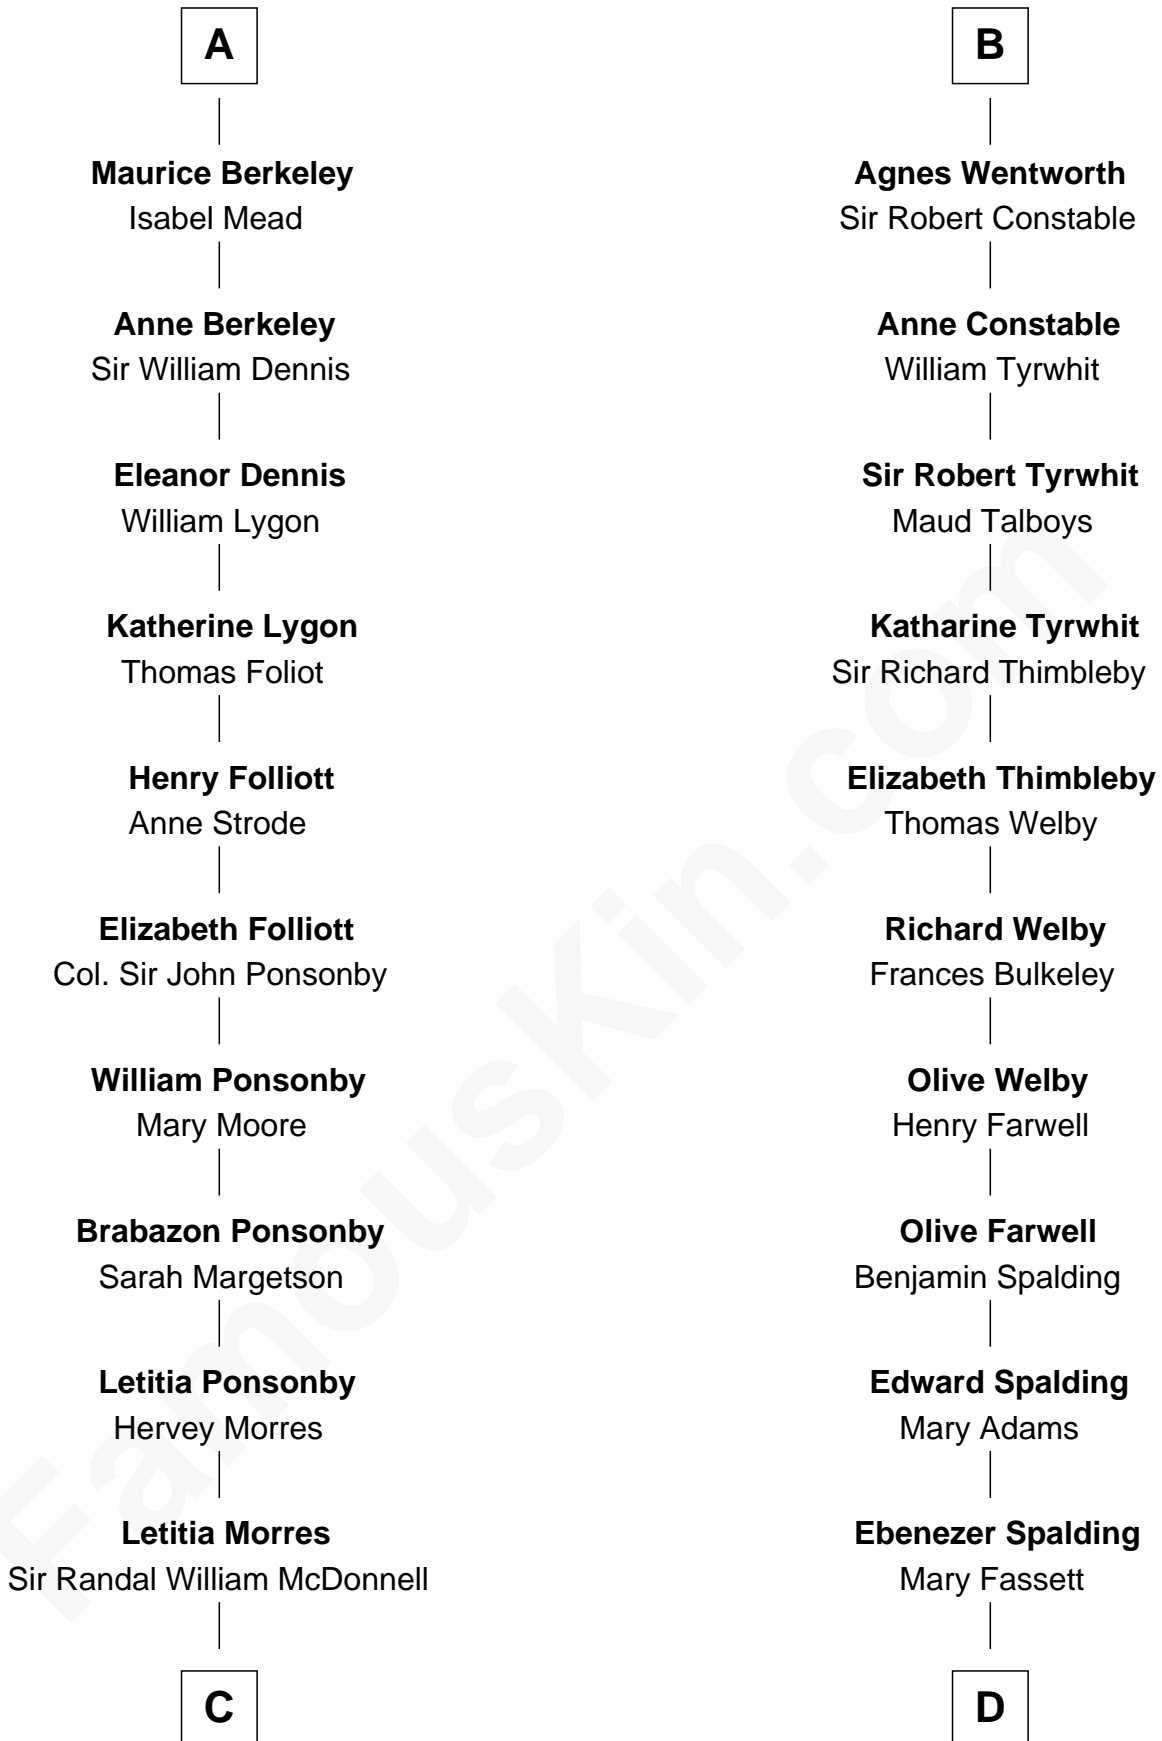 A
Maurice Berkeley
Isabel Mead
Anne Berkeley
Sir William Dennis
Eleanor Dennis
William Lygon
Katherine Lygon
Thomas Foliot
Henry Folliott
Anne Strode
Elizabeth Folliott
Col. Sir John Ponsonby
William Ponsonby
Mary Moore
Brabazon Ponsonby
Sarah Margetson
Letitia Ponsonby
Hervey Morres
Letitia Morres
Sir Randal William McDonnell
C
B
Agnes Wentworth
Sir Robert Constable
Anne Constable
William Tyrwhit
Sir Robert Tyrwhit
Maud Talboys
Katharine Tyrwhit
Sir Richard Thimbleby
Elizabeth Thimbleby
Thomas Welby
Richard Welby
Frances Bulkeley
Olive Welby
Henry Farwell
Olive Farwell
Benjamin Spalding
Edward Spalding
Mary Adams
Ebenezer Spalding
Mary Fassett
D
FamousKin.com